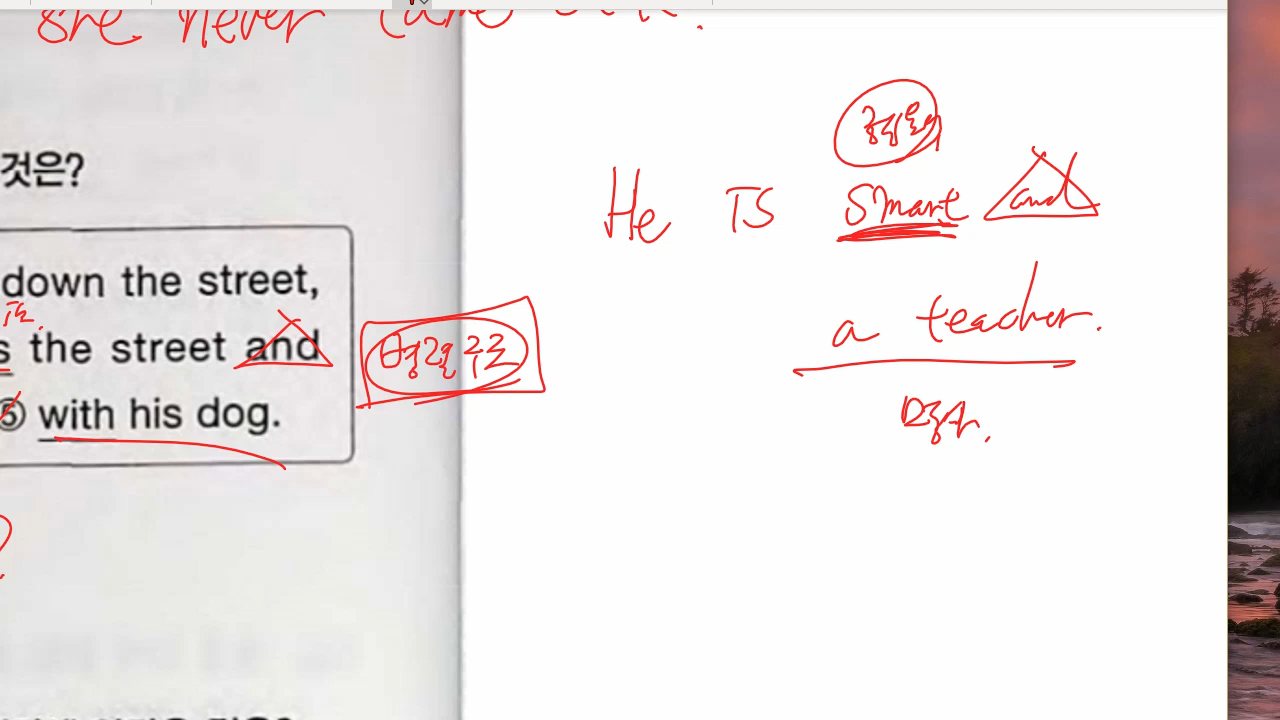 she never came
것은?
down the street,
s the street and
⑤ with his dog.
병렬구조
형용사
He is smart and
a teacher.
명사.